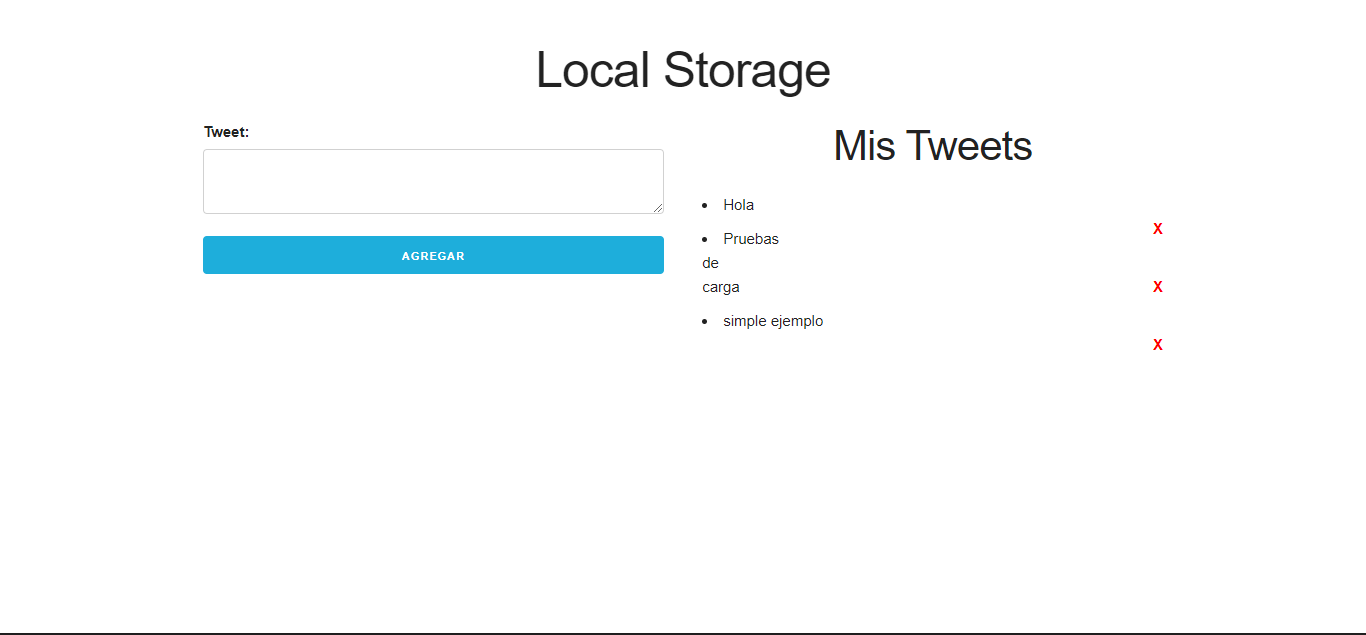 Local Storage
Tweet:
AGREGAR
Mis Tweets
Hola
X
Pruebas
de
carga
X
simple ejemplo
X